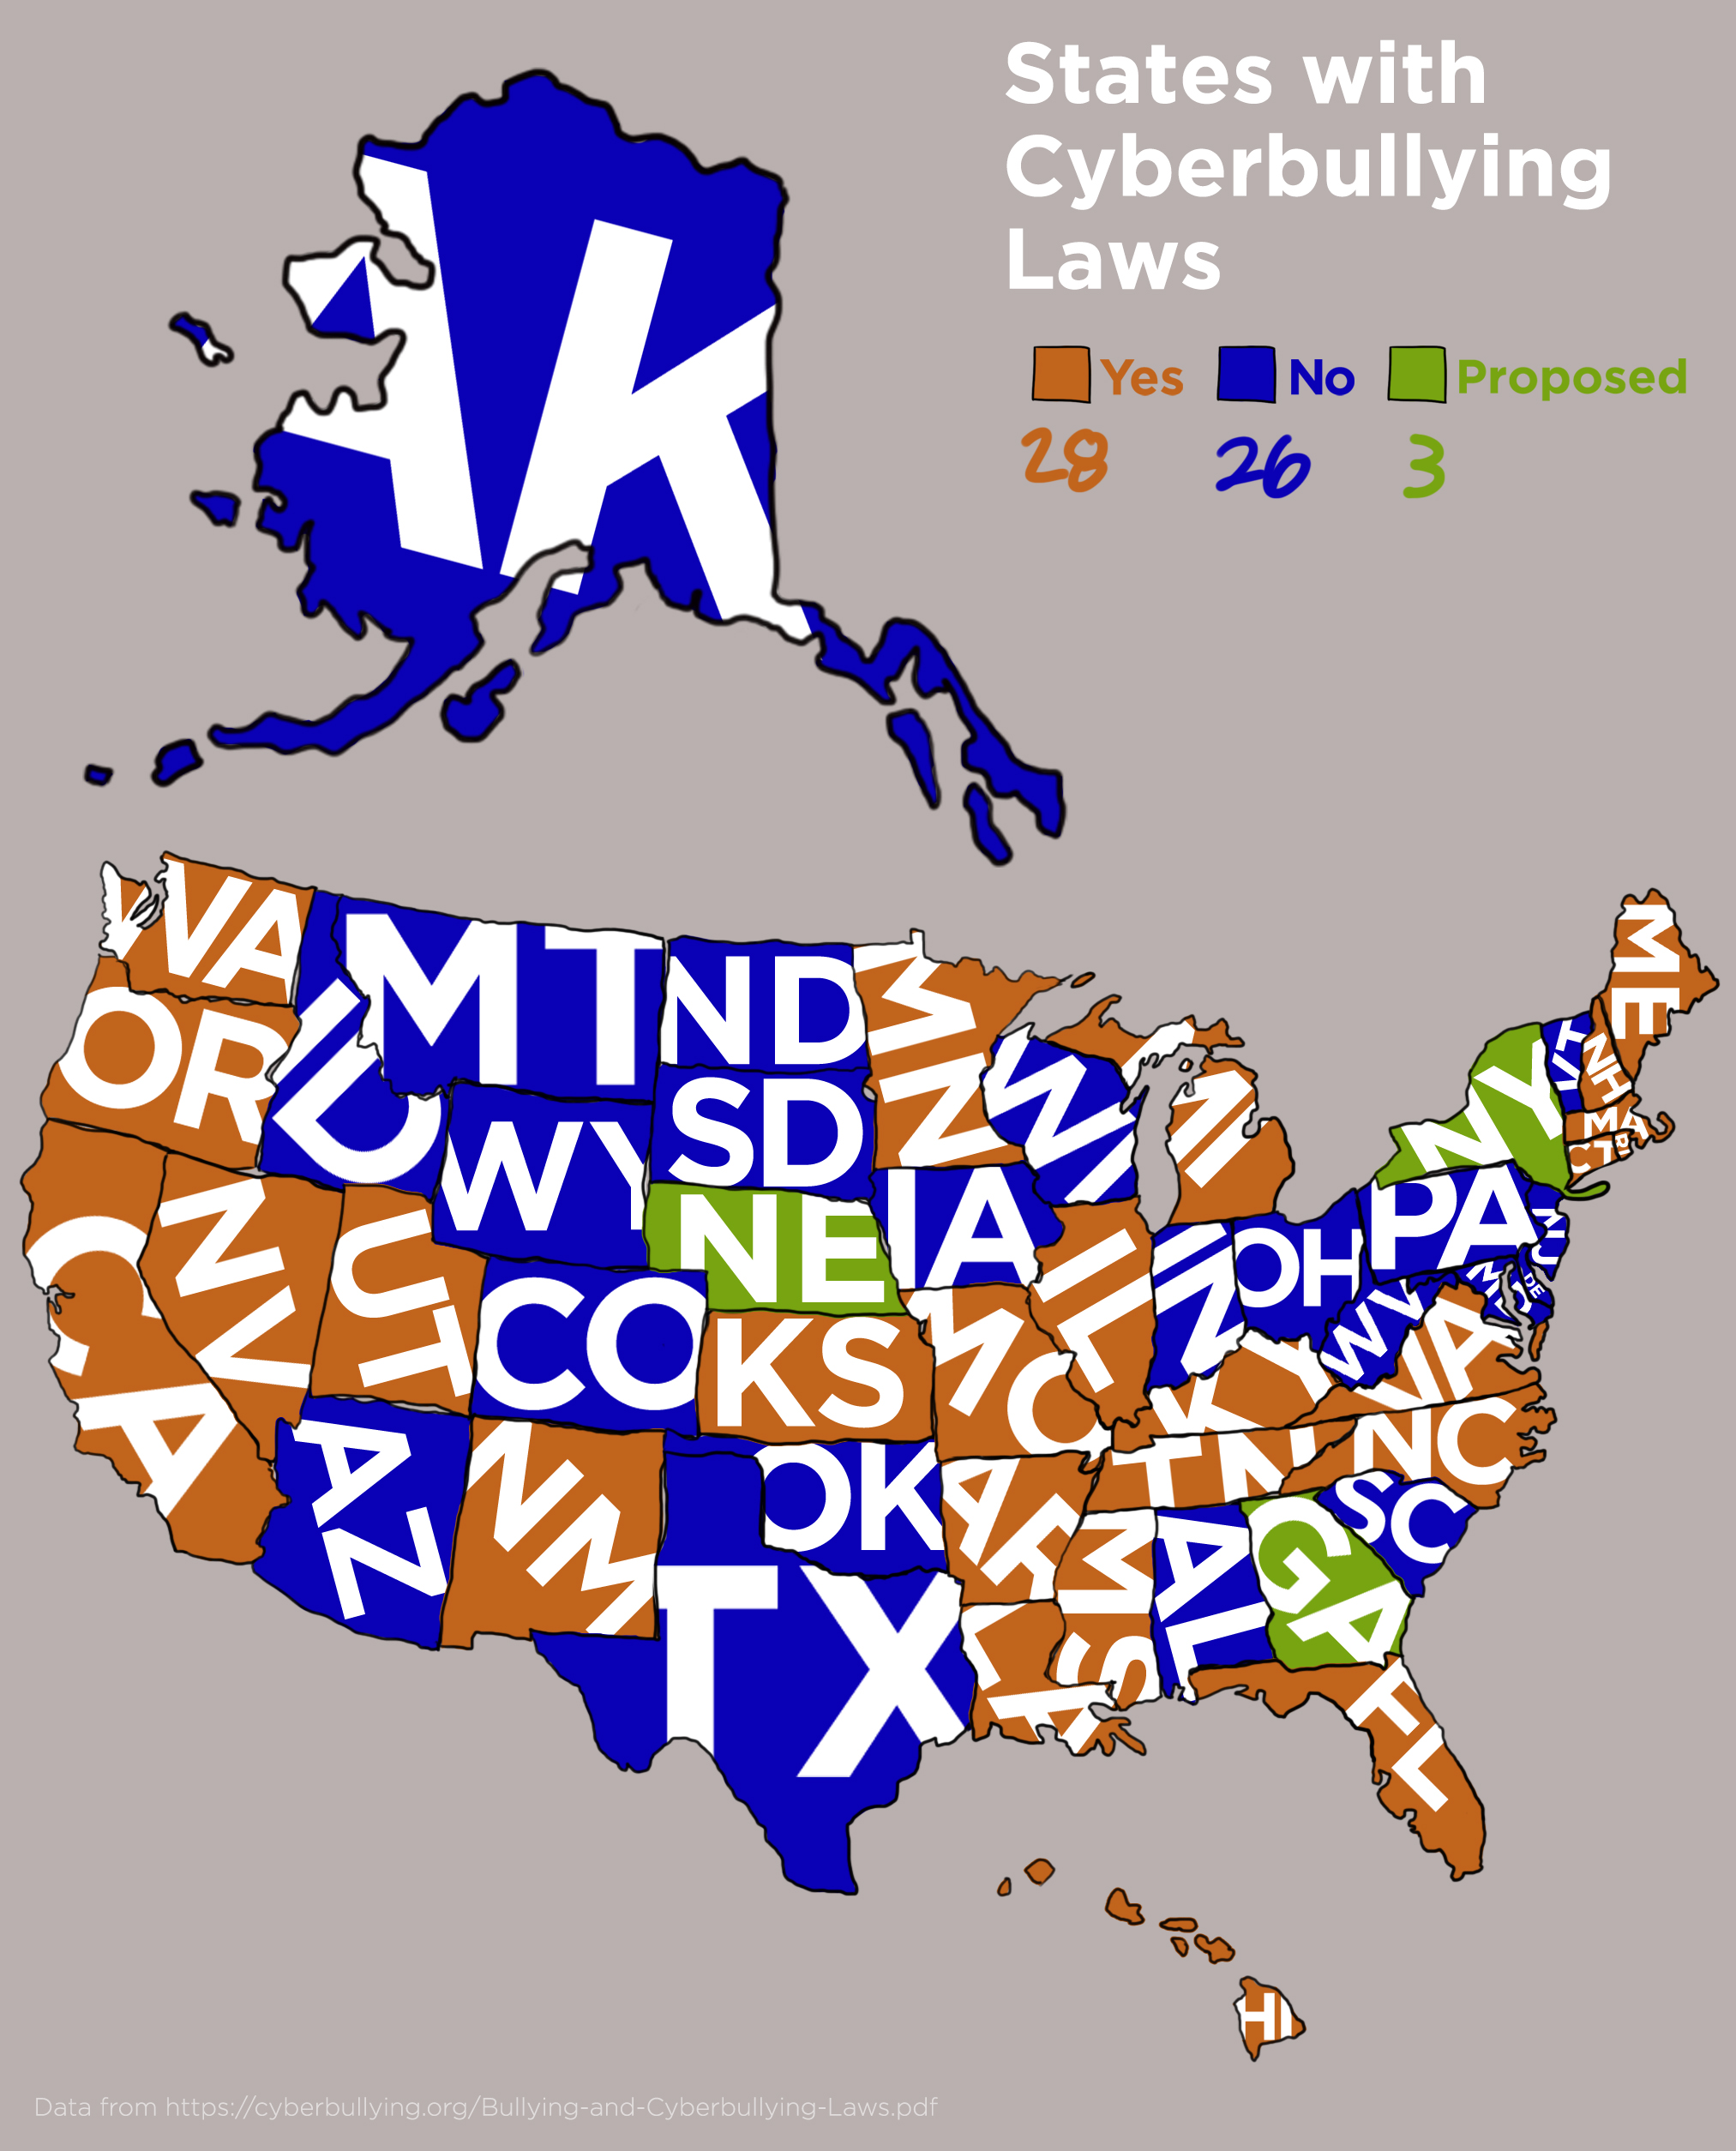 States with
Cyberbullying
Laws
Yes No Proposed
28 26 3
AK
WA
MT
ND
MN
ME
OR
ID
SD
WI
MI
NY
VT
NH
MA
CT
RI
WY
NE
IA
PA
NJ
CA
NV
UT
CO
KS
MO
IL
IN
OH
WV
MD
DE
VA
KY
AZ
NM
OK
AR
TN
NC
SC
TX
LA
MS
AL
GA
FL
HI
Data from https://cyberbullying.org/Bullying-and-Cyberbullying-Laws.pdf